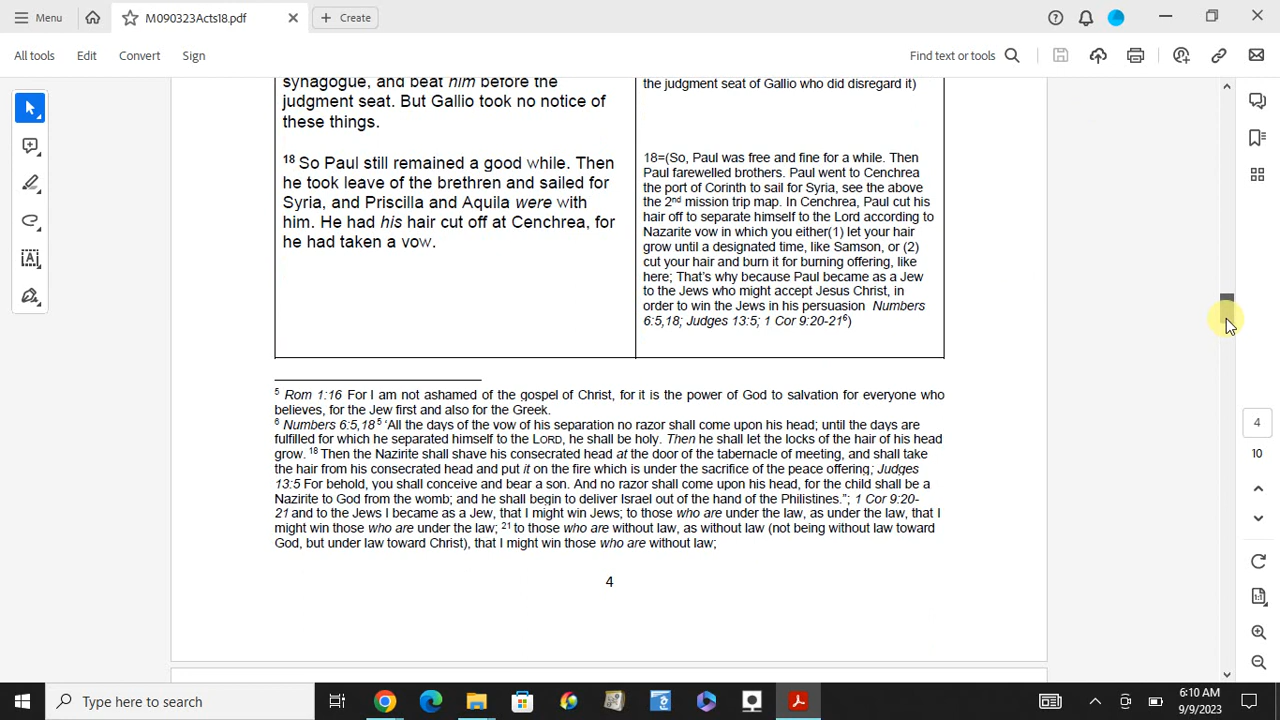 Menu
M090323Acts18.pdf
Create
All tools
Edit
Convert
Sign
Find text or tools
synagogue, and beat him before the
judgment seat. But Gallio took no notice of
these things.
18 So Paul still remained a good while. Then
he took leave of the brethren and sailed for
Syria, and Priscilla and Aquila were with
him. He had his hair cut off at Cenchrea, for
he had taken a vow.
the judgment seat of Gallio who did disregard it)
18=(So, Paul was free and fine for a while. Then
Paul farewelled brothers. Paul went to Cenchrea
the port of Corinth to sail for Syria, see the above
the 2nd mission trip map. In Cenchrea, Paul cut his
hair off to separate himself to the Lord according to
Nazarite vow in which you either(1) let your hair
grow until a designated time, like Samson, or (2)
cut your hair and burn it for burning offering, like
here; That's why because Paul became as a Jew
to the Jews who might accept Jesus Christ, in
order to win the Jews in his persuasion Numbers
6:5,18; Judges 13:5; 1 Cor 9:20-21⁶)
5 Rom 1:16 For I am not ashamed of the gospel of Christ, for it is the power of God to salvation for everyone who
believes, for the Jew first and also for the Greek.
6 Numbers 6:5,18 5 'All the days of the vow of his separation no razor shall come upon his head; until the days are
fulfilled for which he separated himself to the LORD, he shall be holy. Then he shall let the locks of the hair of his head
grow. 18 Then the Nazirite shall shave his consecrated head at the door of the tabernacle of meeting, and shall take
the hair from his consecrated head and put it on the fire which is under the sacrifice of the peace offering; Judges
13:5 For behold, you shall conceive and bear a son. And no razor shall come upon his head, for the child shall be a
Nazirite to God from the womb; and he shall begin to deliver Israel out of the hand of the Philistines."; 1 Cor 9:20-
21 and to the Jews I became as a Jew, that I might win Jews; to those who are under the law, as under the law, that I
might win those who are under the law; 21 to those who are without law, as without law (not being without law toward
God, but under law toward Christ), that I might win those who are without law;
4
4
10
Type here to search
6:10 AM
9/9/2023